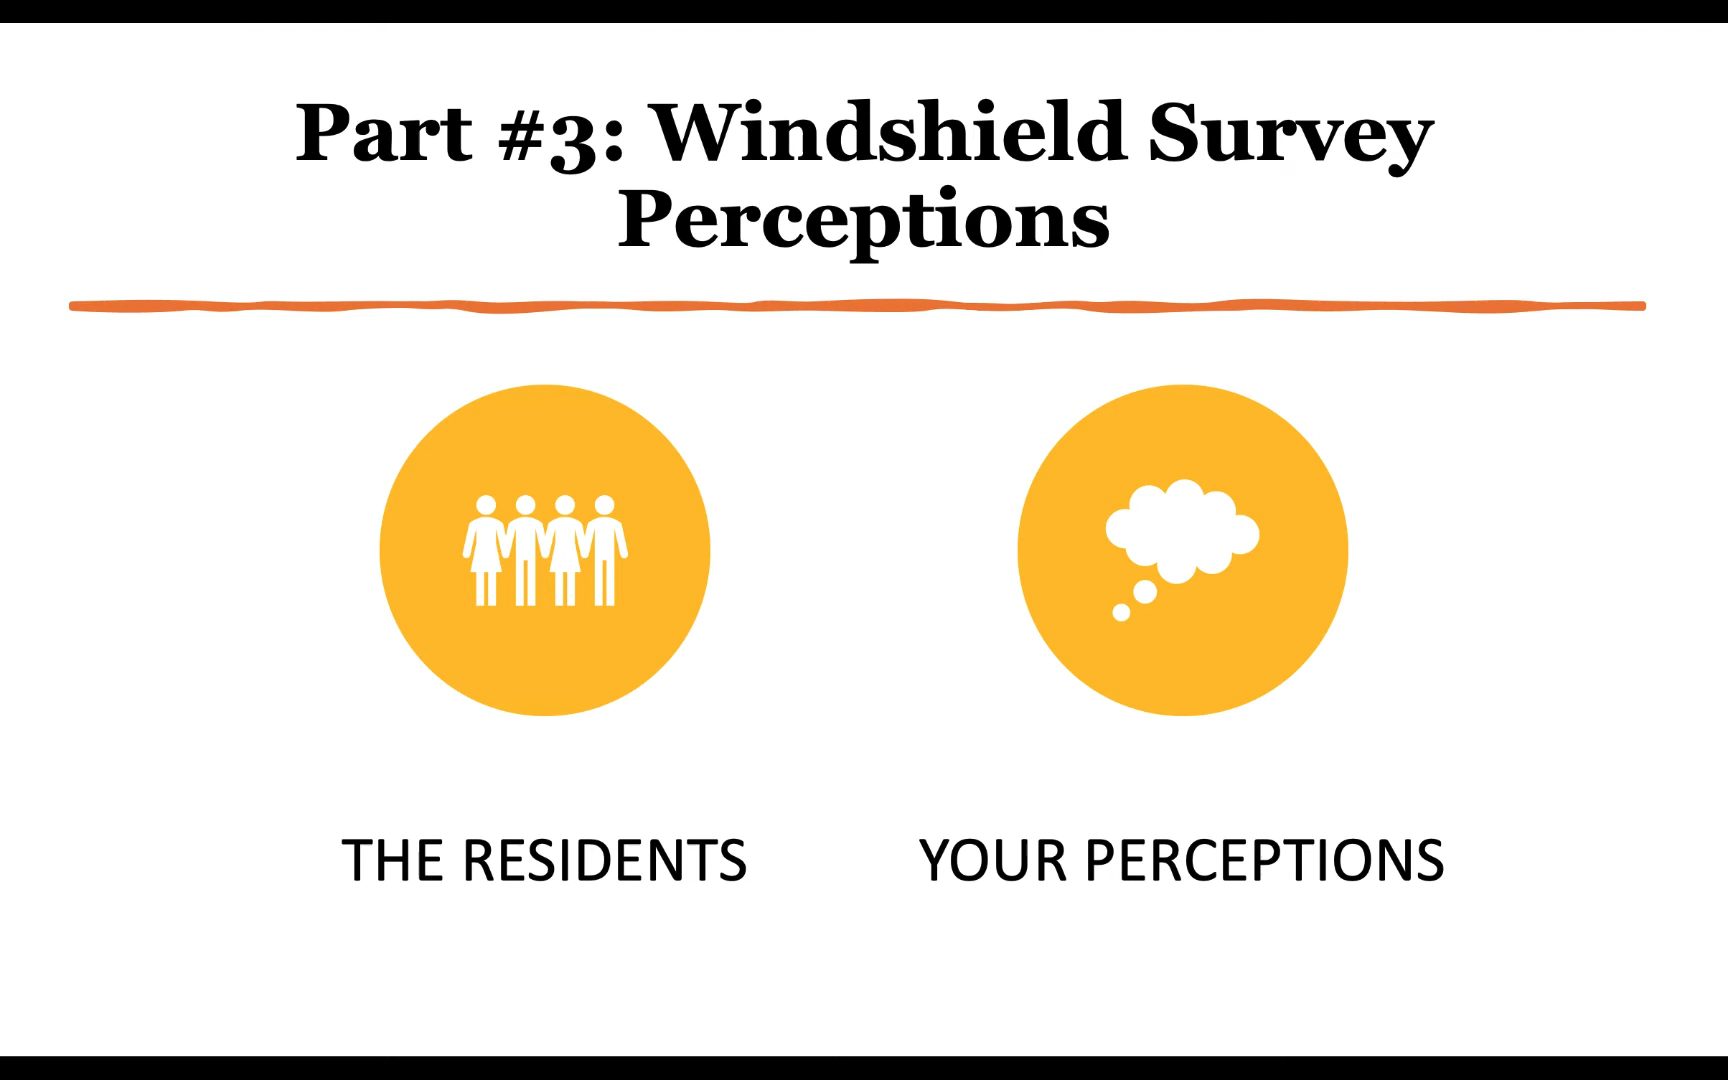 Part #3: Windshield Survey
Perceptions
THE RESIDENTS
YOUR PERCEPTIONS